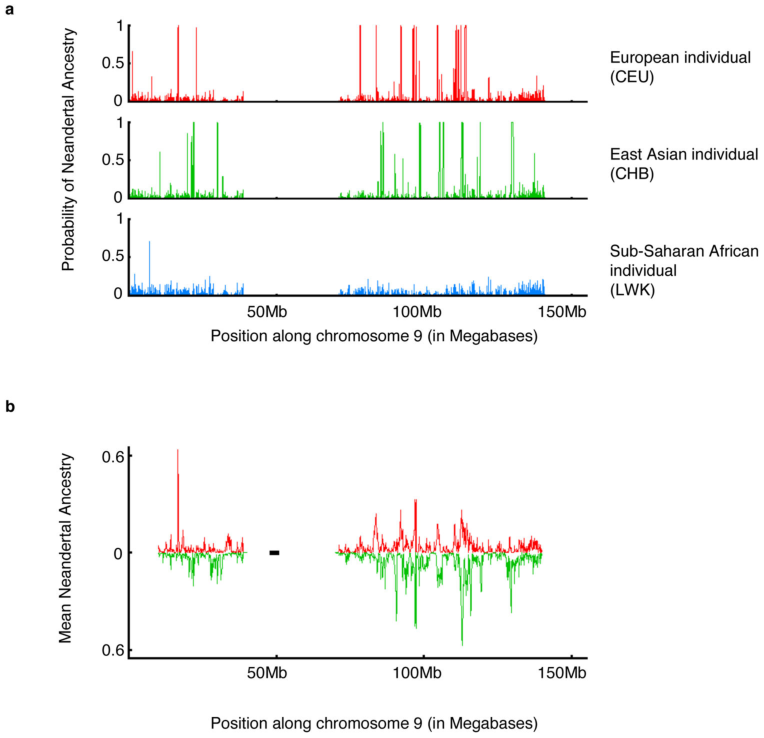 a
Probability of Neandertal Ancestry
1
0.5
0
European individual
(CEU)
1
0.5
0
East Asian individual
(CHB)
1
0.5
0
Sub-Saharan African
individual
(LWK)
50Mb 100Mb 150Mb
Position along chromosome 9 (in Megabases)
b
Mean Neandertal Ancestry
0.6
0
0.6
50Mb 100Mb 150Mb
Position along chromosome 9 (in Megabases)